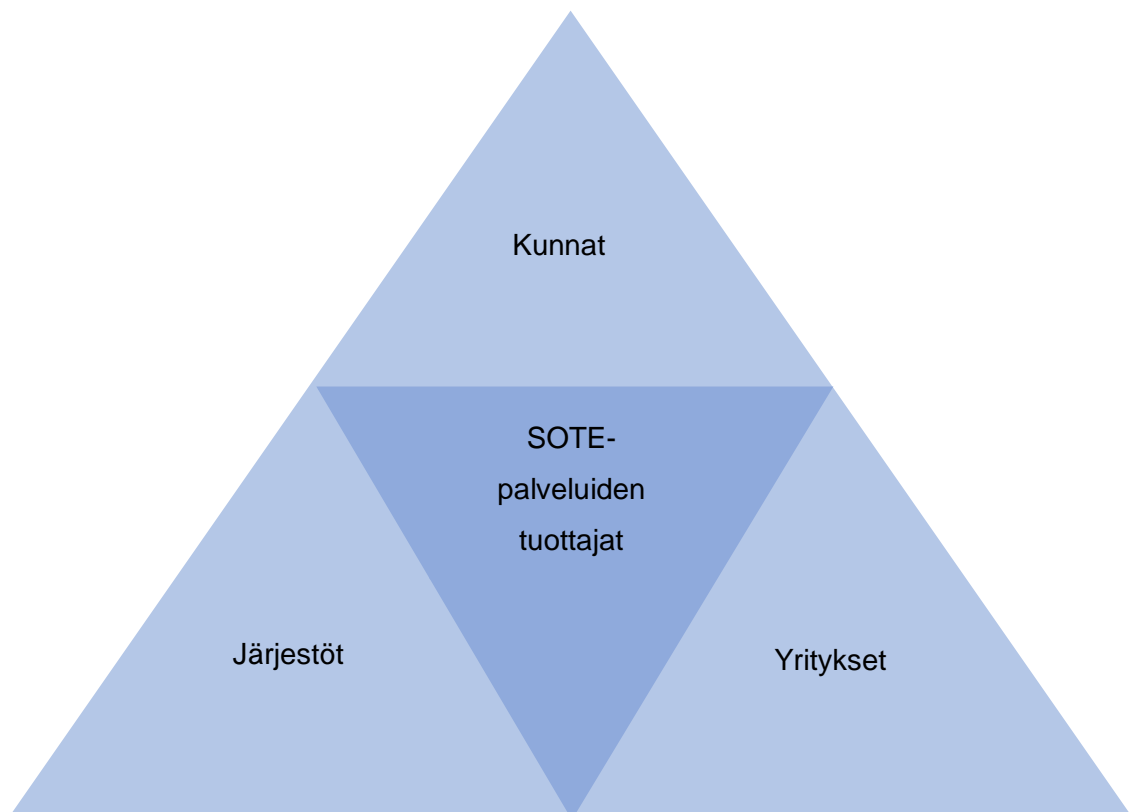 Kunnat
SOTE-
palveluiden
tuottajat
Järjestöt
Yritykset